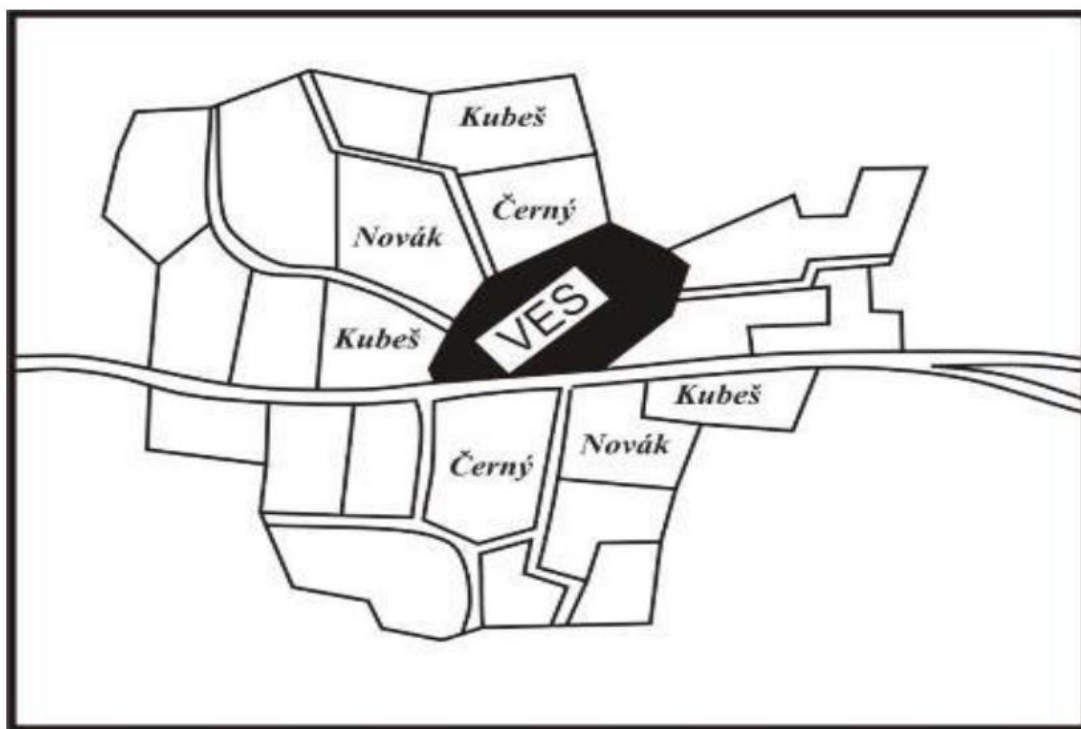 Kubeš
Černý
Novák
VES
Kubeš
Kubeš
Novák
Černý